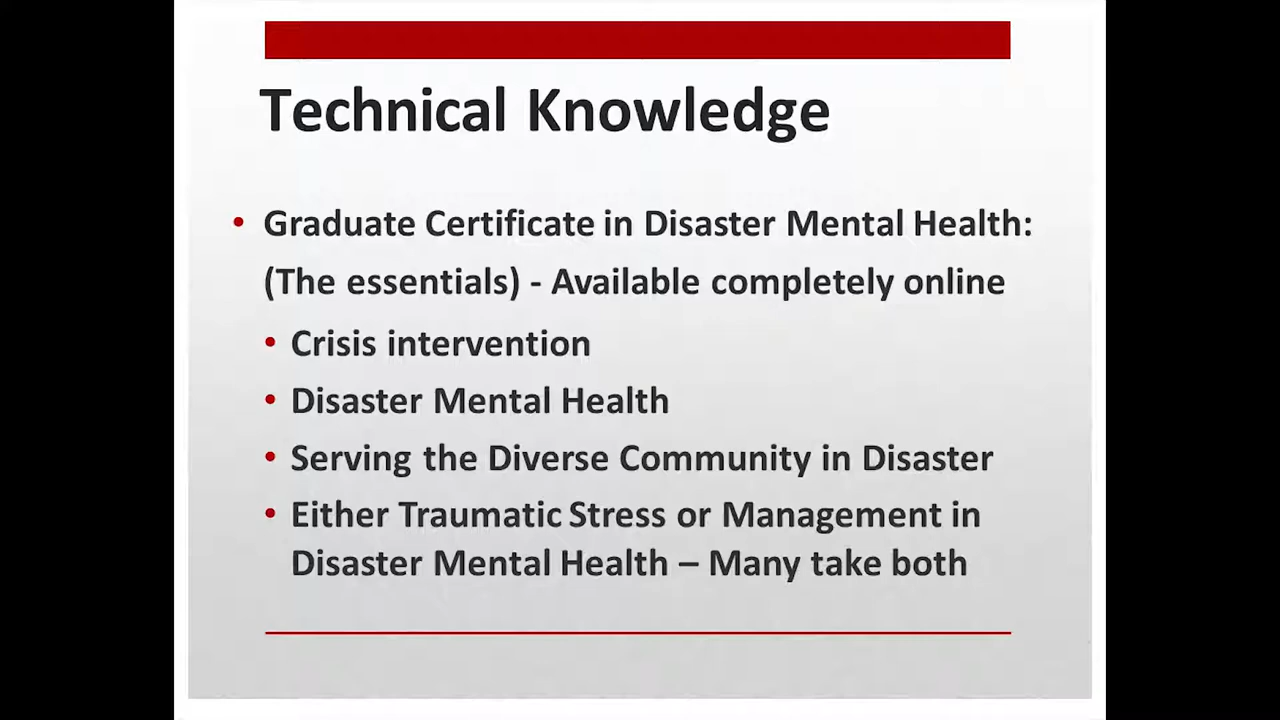 Technical Knowledge
• Graduate Certificate in Disaster Mental Health:
(The essentials) - Available completely online
• Crisis intervention
• Disaster Mental Health
• Serving the Diverse Community in Disaster
• Either Traumatic Stress or Management in
Disaster Mental Health – Many take both